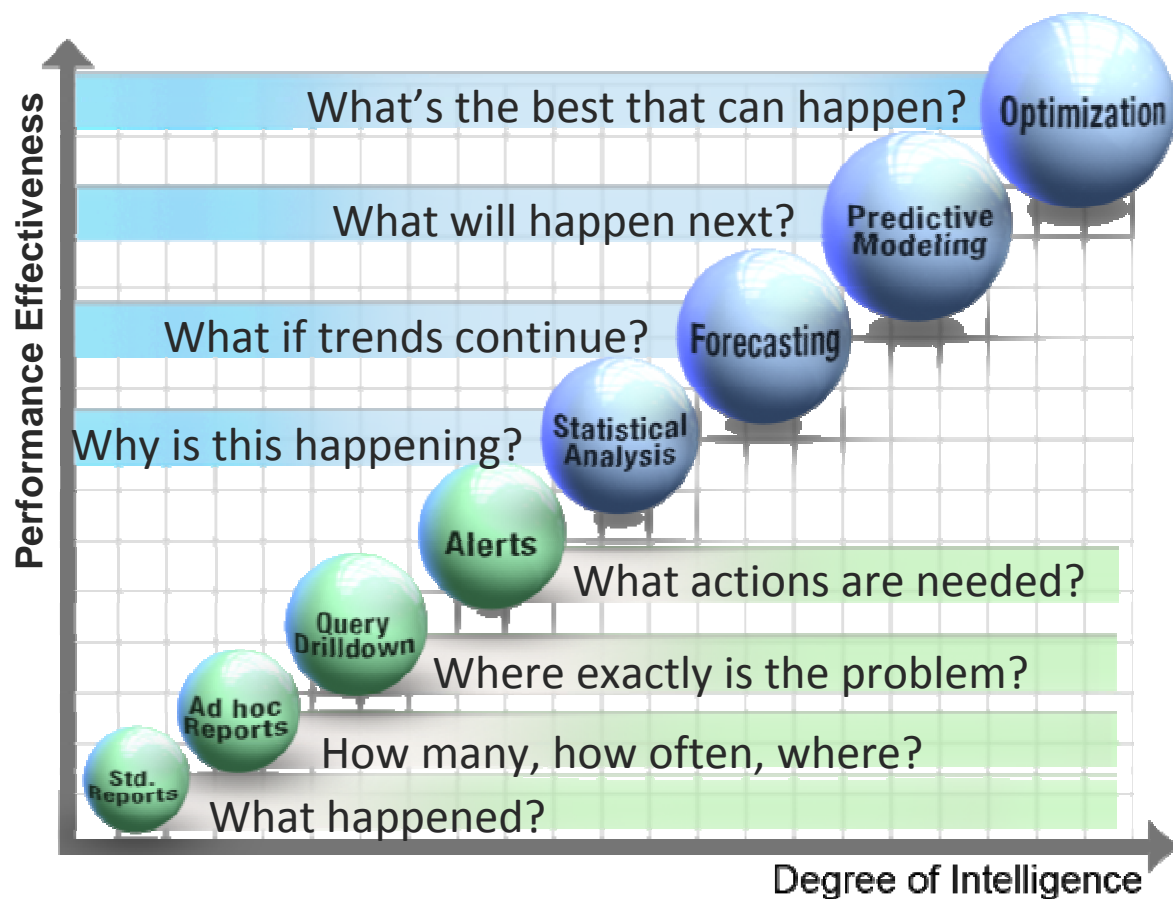 Performance Effectiveness
What's the best that can happen?
Optimization
What will happen next?
Predictive
Modeling
What if trends continue?
Forecasting
Why is this happening?
Statistical
Analysis
Alerts
What actions are needed?
Query
Drilldown
Where exactly is the problem?
Ad hoc
Reports
How many, how often, where?
Std.
Reports
What happened?
Degree of Intelligence